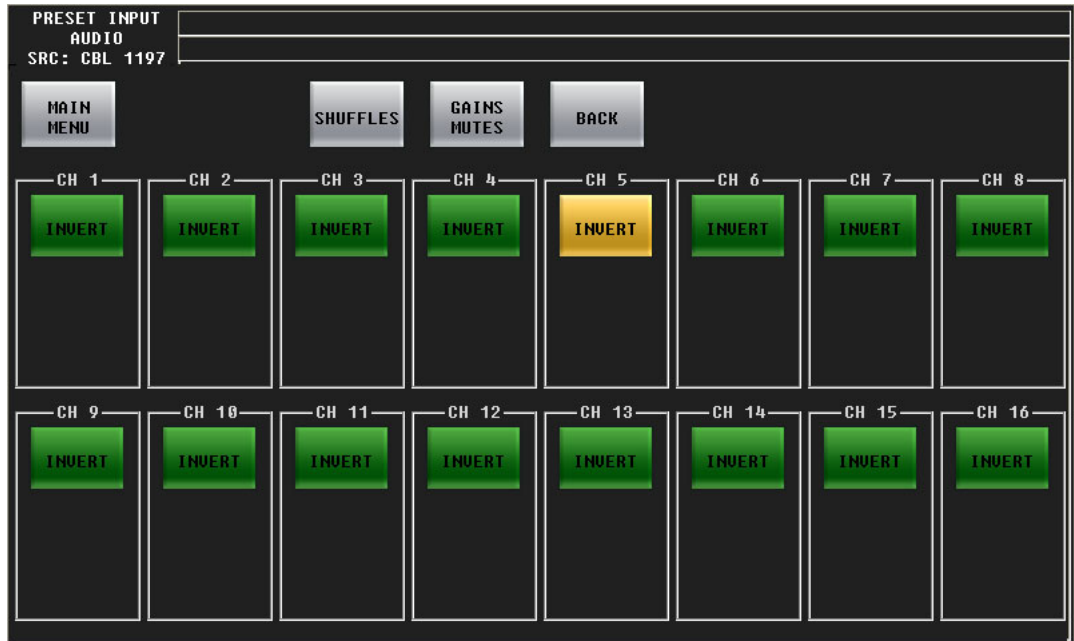 PRESET INPUT
AUDIO
SRC: CBL 1197
MAIN
MENU
SHUFFLES
GAINS
MUTES
BACK
CH 1 CH 2 CH 3 CH 4 CH 5 CH 6 CH 7 CH 8
INVERT INVERT INVERT INVERT INVERT INVERT INVERT INVERT
CH 9 CH 10 CH 11 CH 12 CH 13 CH 14 CH 15 CH 16
INVERT INVERT INVERT INVERT INVERT INVERT INVERT INVERT